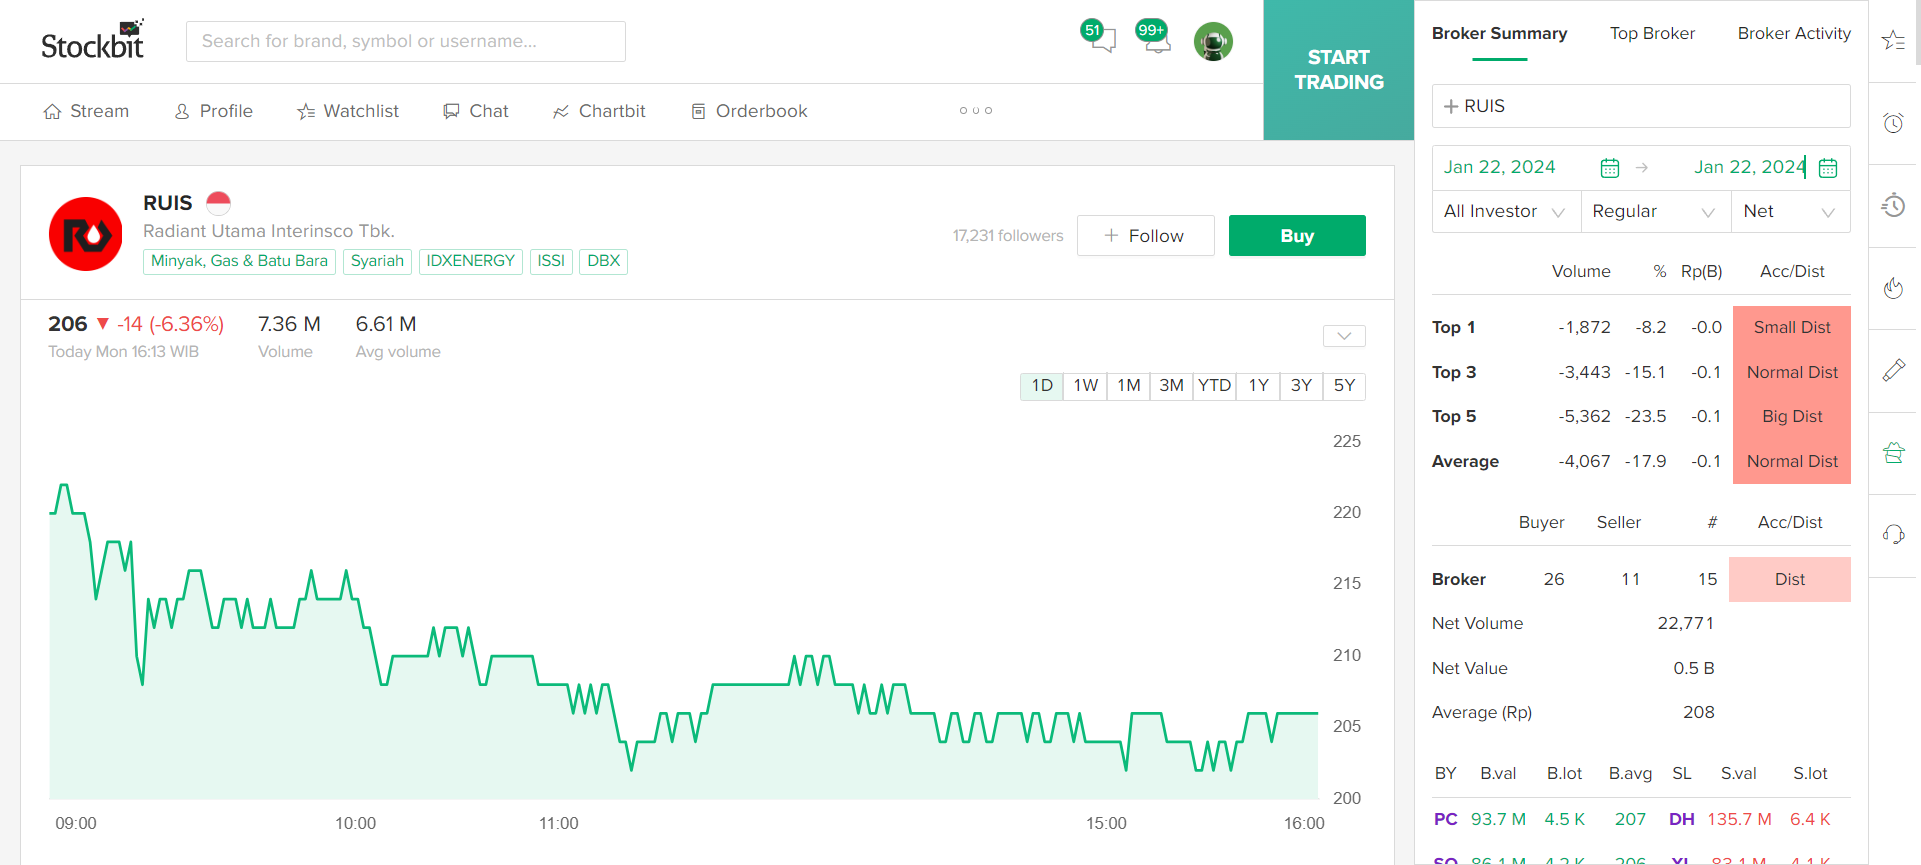 Stockbit
Search for brand, symbol or username...
51
99+
START
TRADING
Stream
Profile
Watchlist
Chat
Chartbit
Orderbook
RUIS
Radiant Utama Interinsco Tbk.
Minyak, Gas & Batu Bara
Syariah
IDXENERGY
ISSI
DBX
17,231 followers
+ Follow
Buy
206 ▼ -14 (-6.36%)
7.36 M
6.61 M
Today Mon 16:13 WIB
Volume
Avg volume
1D
1W
1M
3M
YTD
1Y
3Y
5Y
225
220
215
210
205
200
09:00
10:00
11:00
15:00
16:00
Broker Summary
Top Broker
Broker Activity
+ RUIS
Jan 22, 2024 → Jan 22, 2024
All Investor
Regular
Net
Volume % Rp(B) Acc/Dist
Top 1 -1,872 -8.2 -0.0 Small Dist
Top 3 -3,443 -15.1 -0.1 Normal Dist
Top 5 -5,362 -23.5 -0.1 Big Dist
Average -4,067 -17.9 -0.1 Normal Dist
Buyer Seller # Acc/Dist
Broker 26 11 15 Dist
Net Volume 22,771
Net Value 0.5 B
Average (Rp) 208
BY B.val B.lot B.avg SL S.val S.lot
PC 93.7 M 4.5 K 207 DH 135.7 M 6.4 K